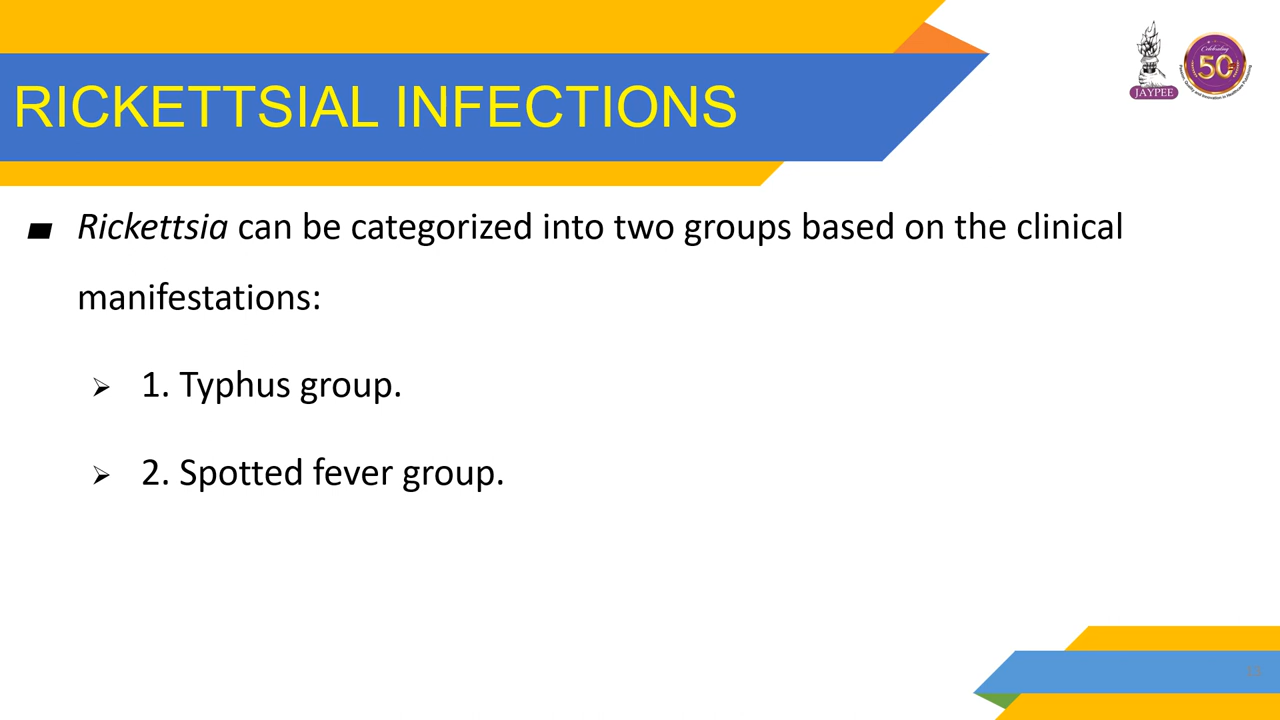 RICKETTSIAL INFECTIONS
JAYPEE
Celebrating
50
Rickettsia can be categorized into two groups based on the clinical
manifestations:
1. Typhus group.
2. Spotted fever group.